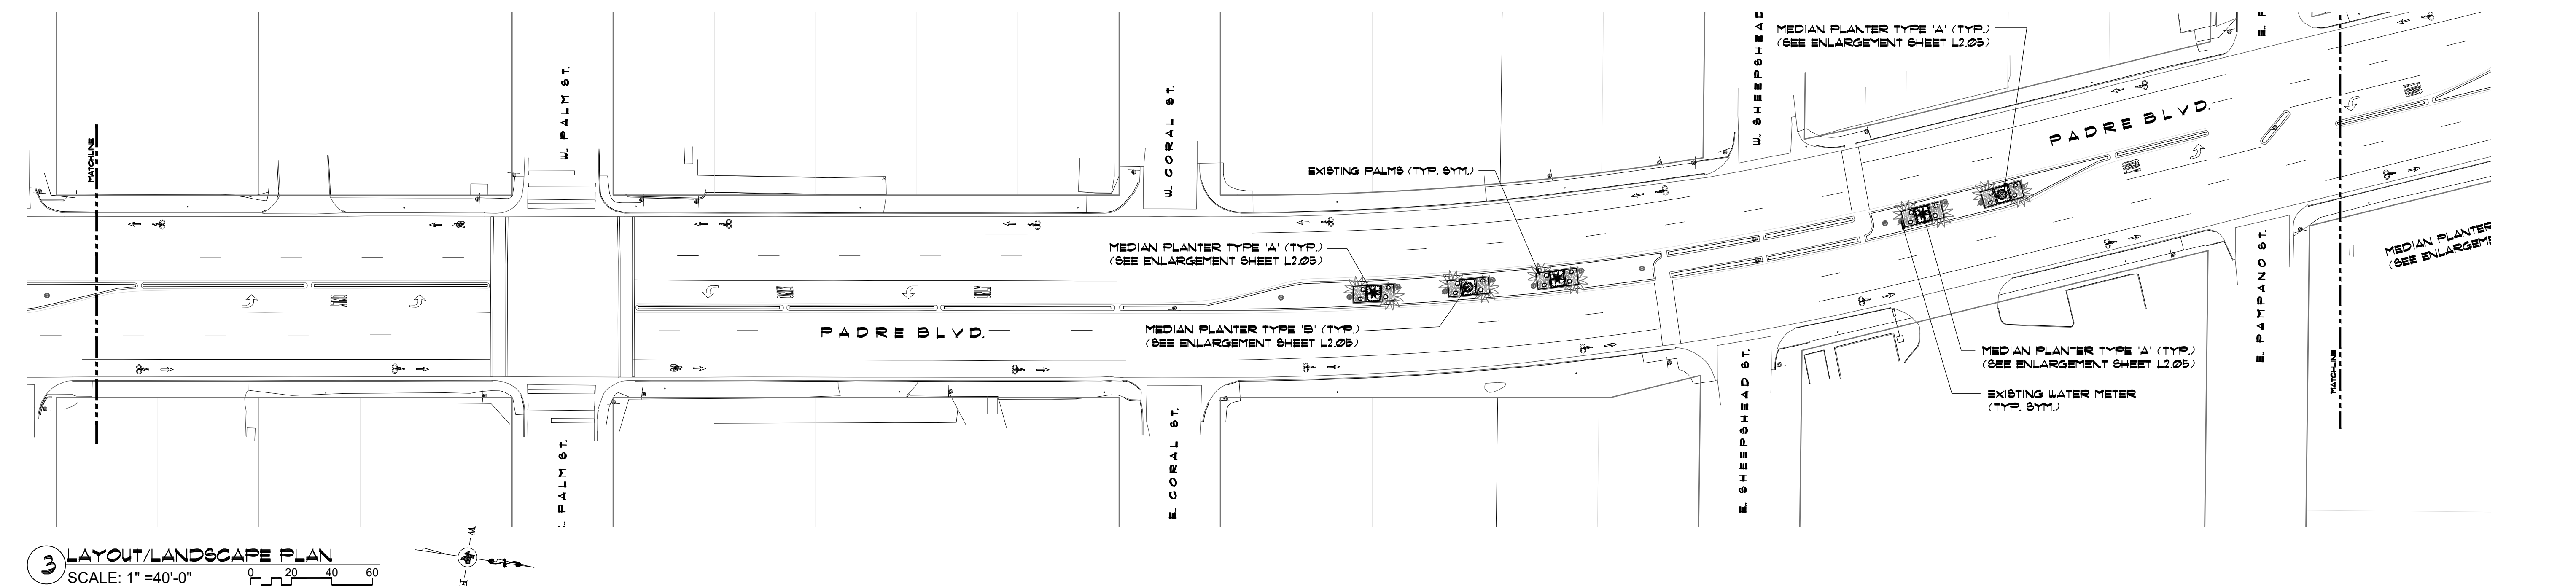 MEDIAN PLANTER TYPE 'A' (TYP.)
(SEE ENLARGEMENT SHEET L2.05)
W. PALM ST.
W. CORAL ST.
W. SHEEPSHEAD
PADRE BLVD.
MATCHLINE
EXISTING PALMS (TYP. SYM.)
MEDIAN PLANTER TYPE 'A' (TYP.)
(SEE ENLARGEMENT SHEET L2.05)
MEDIAN PLANTER
(SEE ENLARGEM
MEDIAN PLANTER TYPE 'B' (TYP.)
(SEE ENLARGEMENT SHEET L2.05)
PADRE BLVD.
MEDIAN PLANTER TYPE 'A' (TYP.)
(SEE ENLARGEMENT SHEET L2.05)
EXISTING WATER METER
(TYP. SYM.)
MATCHLINE
PALM ST.
E. CORAL ST.
E. SHEEPSHEAD ST.
E. PAMPANO ST.
3
LAYOUT/LANDSCAPE PLAN
SCALE: 1" =40'-0"
0 20 40 60
W
E